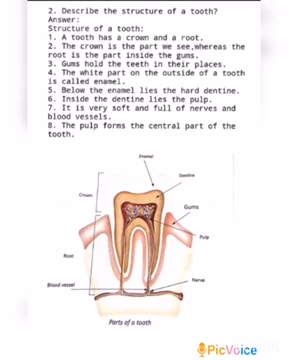 2. Describe the structure of a tooth?
Answer:
Structure of a tooth:
1. A tooth has a crown and a root.
2. The crown is the part we see,whereas the
root is the part inside the gums.
3. Gums hold the teeth in their places.
4. The white part on the outside of a tooth
is called enamel.
5. Below the enamel lies the hard dentine.
6. Inside the dentine lies the pulp.
7. It is very soft and full of nerves and
blood vessels.
8. The pulp forms the central part of the
tooth.
Enamel
Dentine
Crown
Gums
Pulp
Root
Nerve
Blood vessel
Parts of a tooth
PicVoice